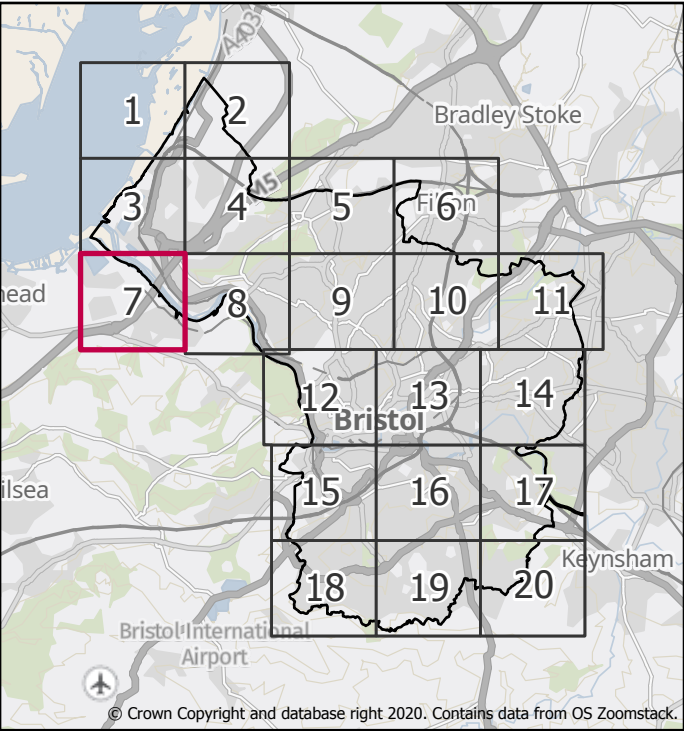 A403
1
2
Bradley Stoke
M5
3
4
5
6
Filton
head
7
8
9
10
11
12
13
14
Bristol
ilsea
15
16
17
Keynsham
18
19
20
Bristol International
Airport
© Crown Copyright and database right 2020. Contains data from OS Zoomstack.